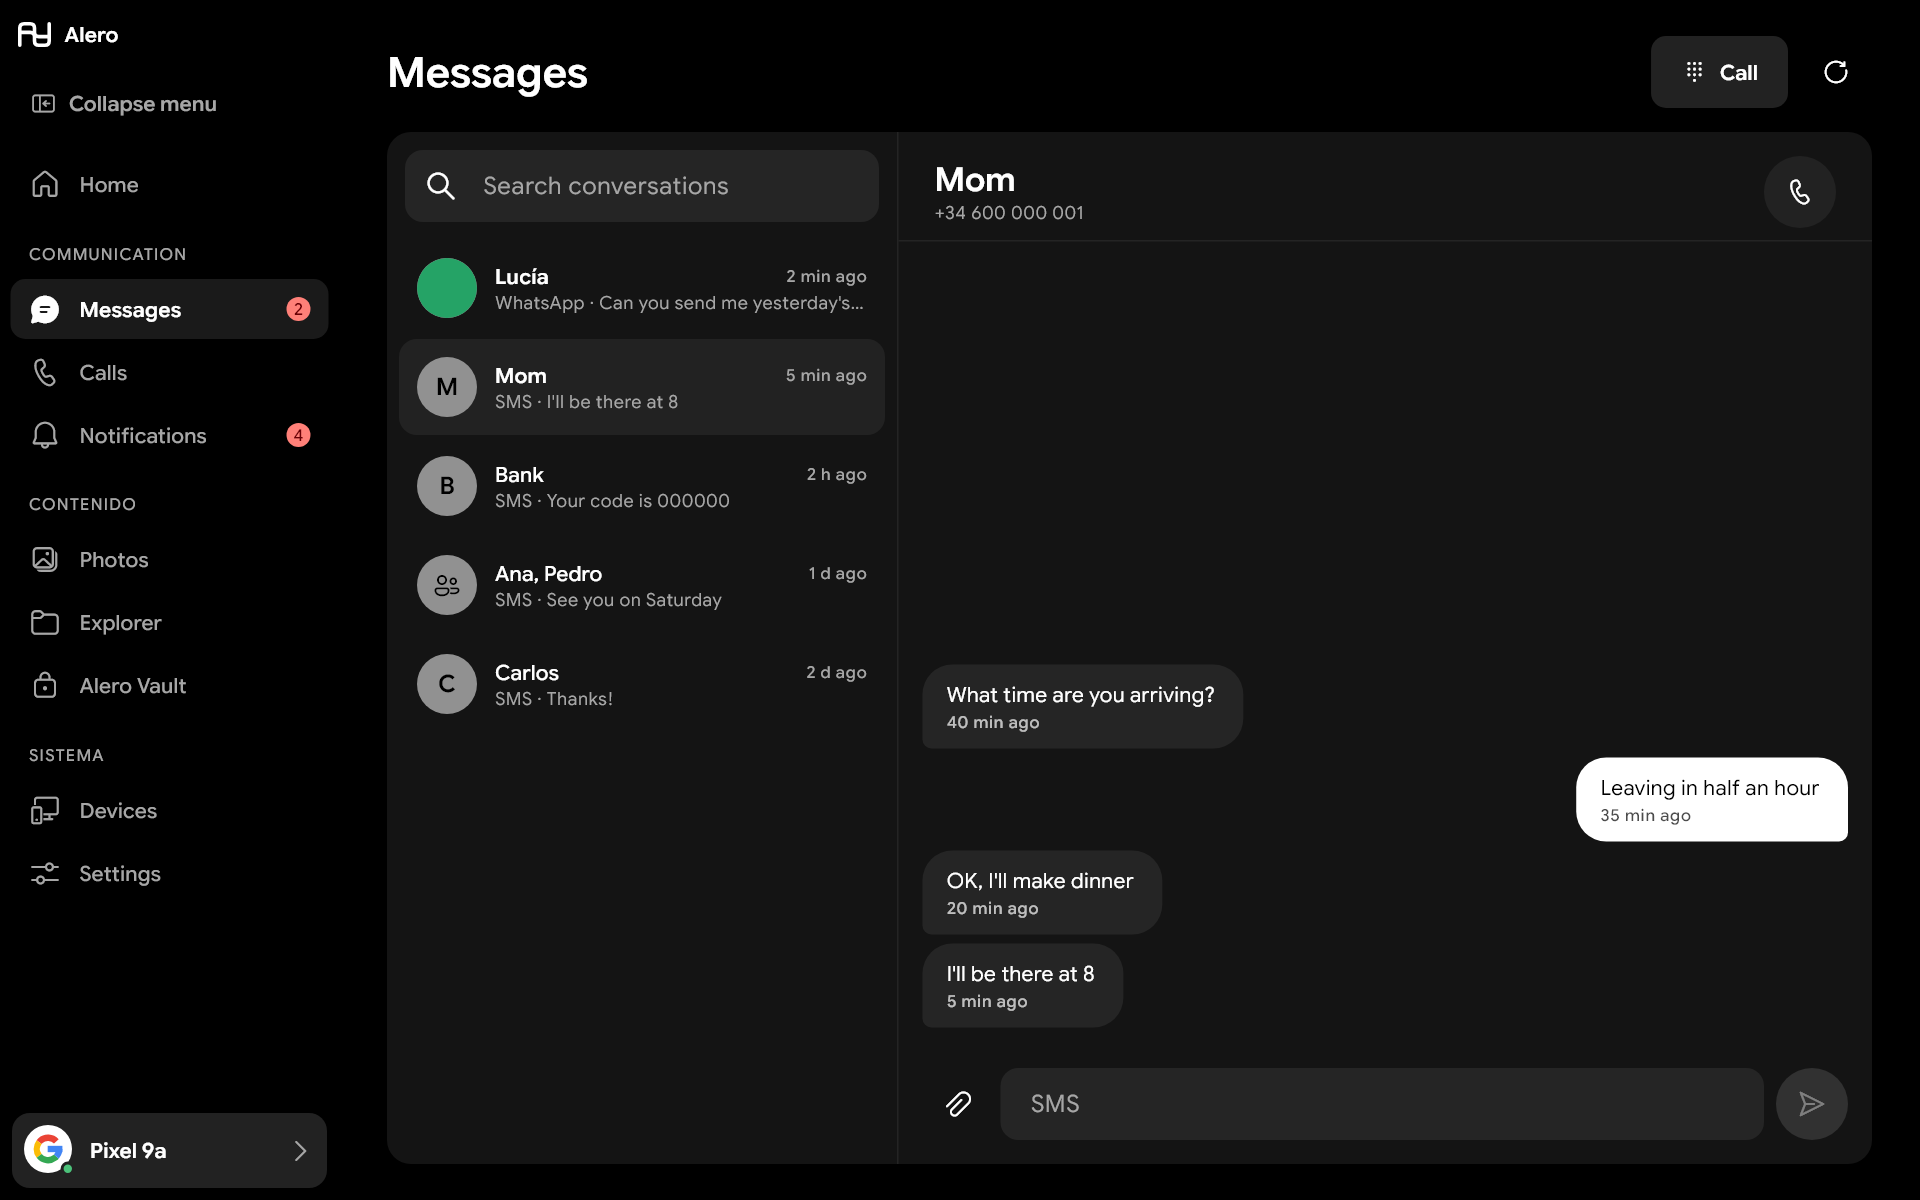 Alero
Collapse menu
Home
COMMUNICATION
Messages 2
Calls
Notifications 4
CONTENIDO
Photos
Explorer
Alero Vault
SISTEMA
Devices
Settings
Pixel 9a
Messages
Call
Search conversations
Lucía 2 min ago
WhatsApp · Can you send me yesterday's...
M
Mom 5 min ago
SMS · I'll be there at 8
B
Bank 2 h ago
SMS · Your code is 000000
Ana, Pedro 1 d ago
SMS · See you on Saturday
C
Carlos 2 d ago
SMS · Thanks!
Mom
+34 600 000 001
What time are you arriving?
40 min ago
Leaving in half an hour
35 min ago
OK, I'll make dinner
20 min ago
I'll be there at 8
5 min ago
SMS